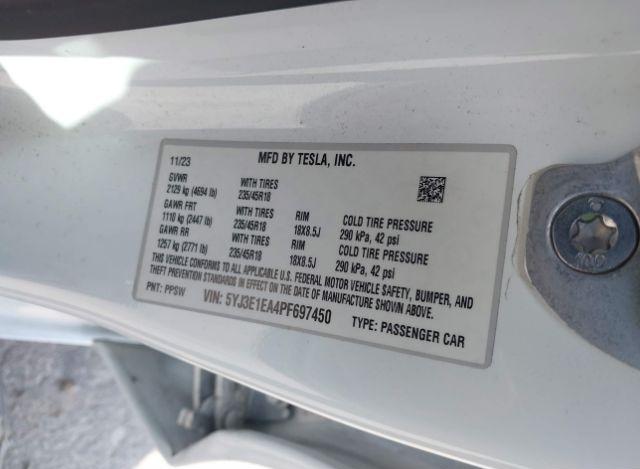 11/23 MFD BY TESLA, INC.
GVWR
2129 kg (4694 lb) WITH TIRES 235/45R18
GAWR FRT
1110 kg (2447 lb) WITH TIRES 235/45R18 RIM 18X8.5J COLD TIRE PRESSURE 290 kPa, 42 psi
GAWR RR
1257 kg (2771 lb) WITH TIRES 235/45R18 RIM 18X8.5J COLD TIRE PRESSURE 290 kPa, 42 psi
THIS VEHICLE CONFORMS TO ALL APPLICABLE U.S. FEDERAL MOTOR VEHICLE SAFETY, BUMPER, AND
THEFT PREVENTION STANDARDS IN EFFECT ON THE DATE OF MANUFACTURE SHOWN ABOVE.
PNT: PPSW VIN: 5YJ3E1EA4PF697450 TYPE: PASSENGER CAR